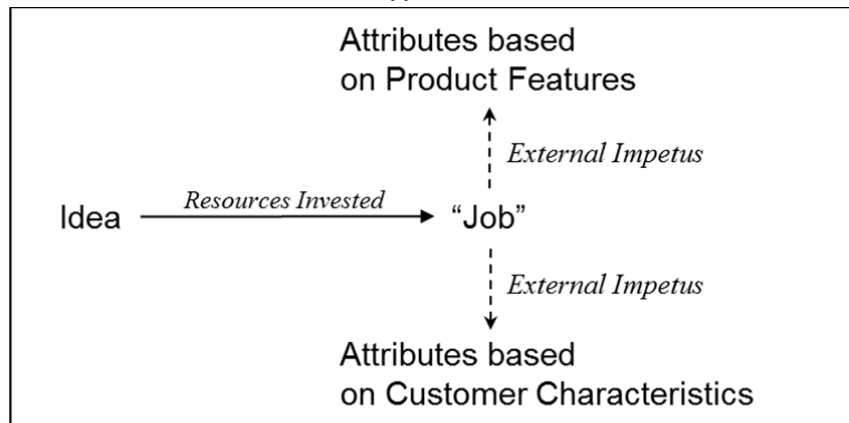 Attributes based
on Product Features
External Impetus
Resources Invested
Idea
“Job”
External Impetus
Attributes based
on Customer Characteristics